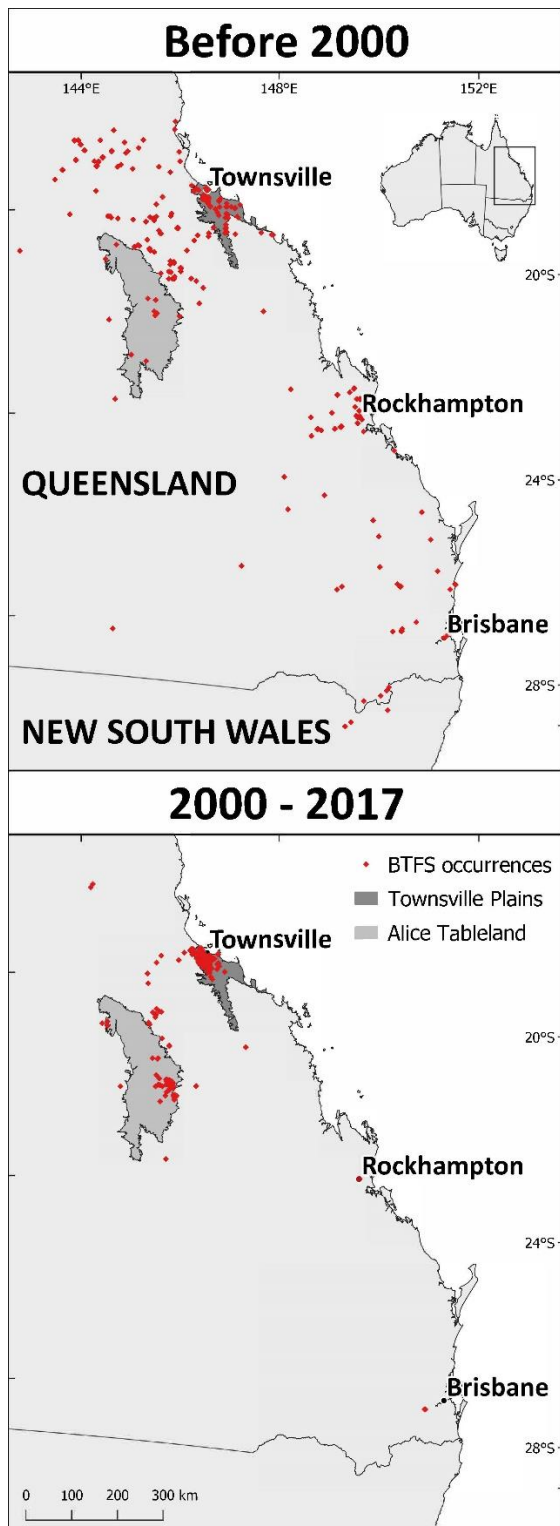 Before 2000
144°E 148°E 152°E
Townsville
20°S
Rockhampton
QUEENSLAND
24°S
Brisbane
28°S
NEW SOUTH WALES
2000 - 2017
BTFS occurrences
Townsville Plains
Alice Tableland
Townsville
20°S
Rockhampton
24°S
Brisbane
28°S
0 100 200 300 km